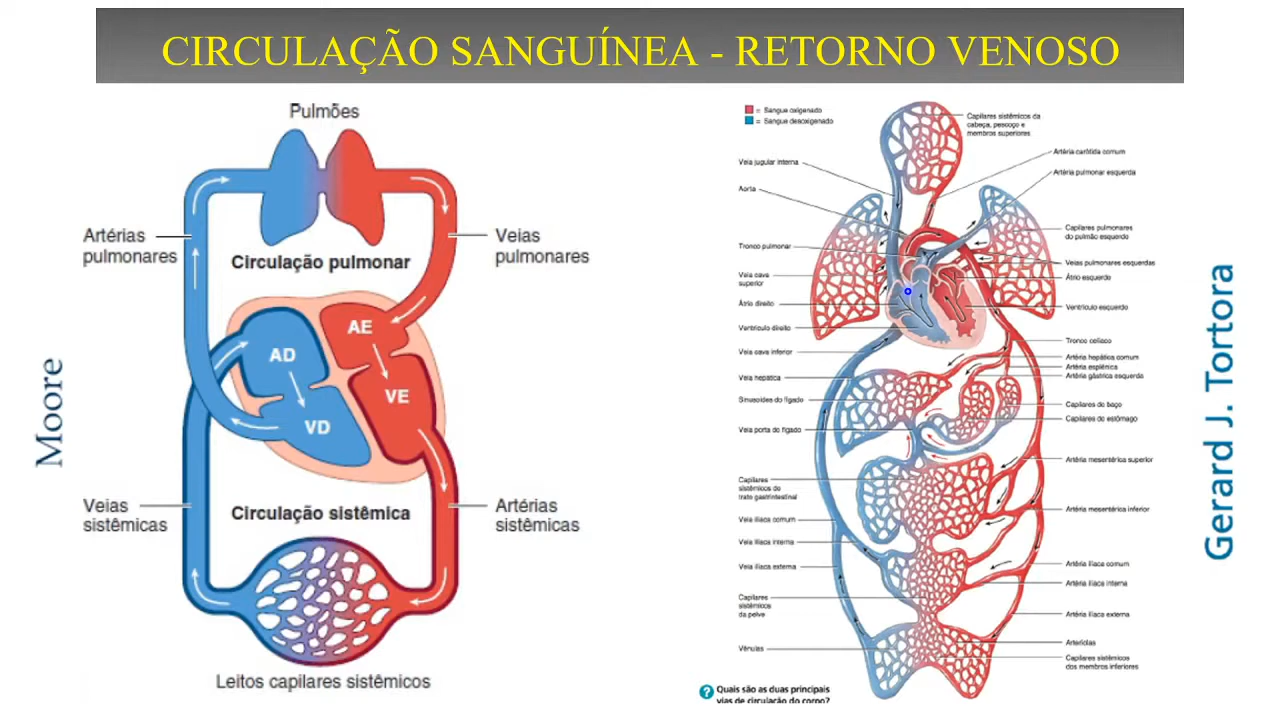 CIRCULAÇÃO SANGUÍNEA - RETORNO VENOSO
Pulmões
Artérias
pulmonares
Veias
pulmonares
Circulação pulmonar
AE
AD
VE
VD
Moore
Veias
sistêmicas
Circulação sistêmica
Artérias
sistêmicas
Leitos capilares sistêmicos
= Sangue oxigenado
= Sangue desoxigenado
Veia jugular interna
Aorta
Tronco pulmonar
Veia cava
superior
Átrio direito
Ventrículo direito
Veia cava inferior
Veia hepática
Sinusoides do fígado
Veia porta do fígado
Capilares
sistêmicos do
trato gastrintestinal
Veia ilíaca comum
Veia ilíaca interna
Veia ilíaca externa
Capilares
sistêmicos
da pelve
Vênulas
Capilares sistêmicos da
cabeça, pescoço e
membros superiores
Artéria carótida comum
Artéria pulmonar esquerda
Capilares pulmonares
do pulmão esquerdo
Veias pulmonares esquerdas
Átrio esquerdo
Ventrículo esquerdo
Tronco celíaco
Artéria hepática comum
Artéria esplênica
Artéria gástrica esquerda
Capilares do baço
Capilares do estômago
Artéria mesentérica superior
Artéria mesentérica inferior
Artéria ilíaca comum
Artéria ilíaca interna
Artéria ilíaca externa
Arteríolas
Capilares sistêmicos
dos membros inferiores
? Quais são as duas principais
vias de circulação do corpo?
Gerard J. Tortora